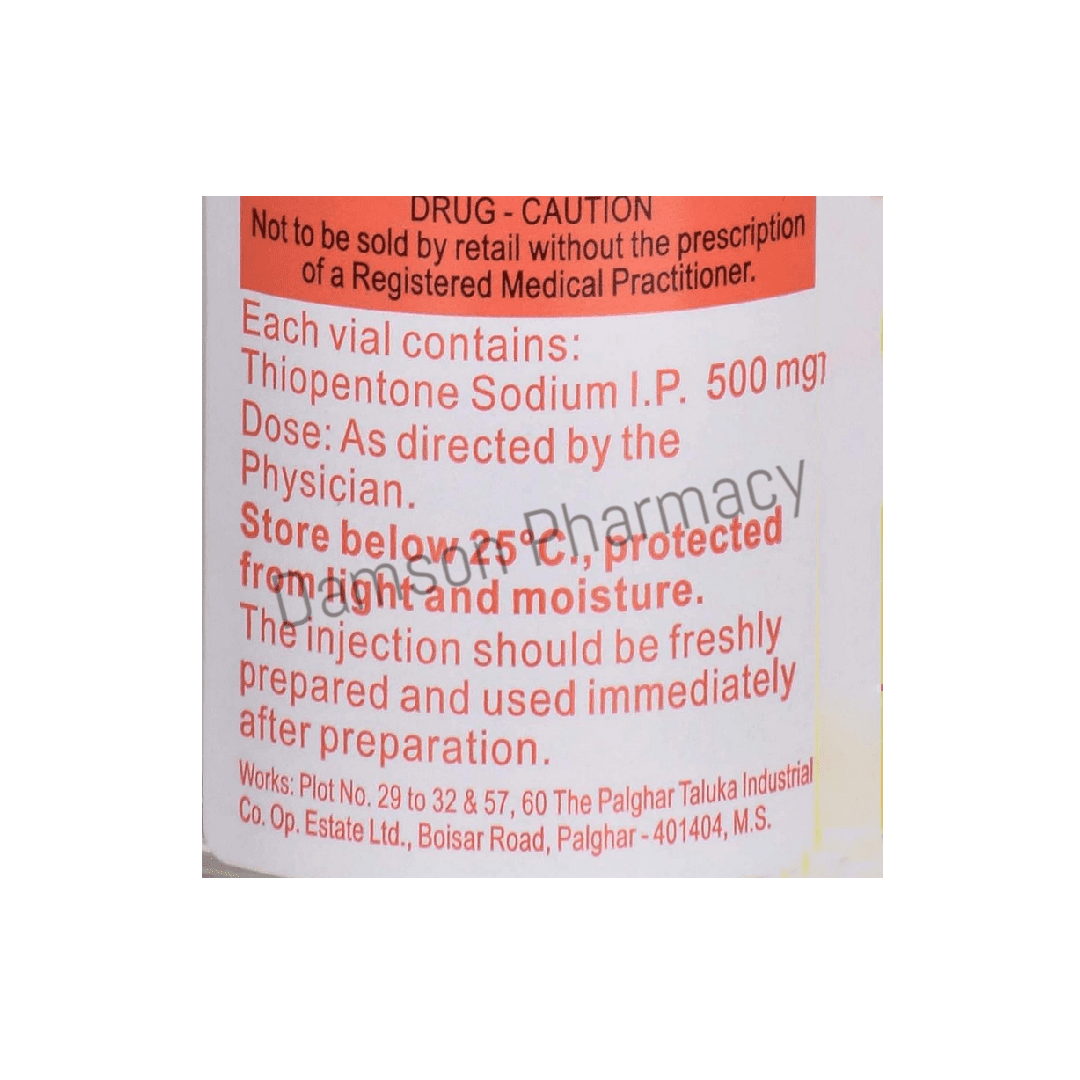 DRUG - CAUTION
Not to be sold by retail without the prescription
of a Registered Medical Practitioner.
Each vial contains:
Thiopentone Sodium I.P. 500 mg
Dose: As directed by the
Physician.
Store below 25°C., protected
from light and moisture.
The injection should be freshly
prepared and used immediately
after preparation.
Works: Plot No. 29 to 32 & 57, 60 The Palghar Taluka Industrial
Co. Op. Estate Ltd., Boisar Road, Palghar - 401404, M.S.
Damson Pharmacy